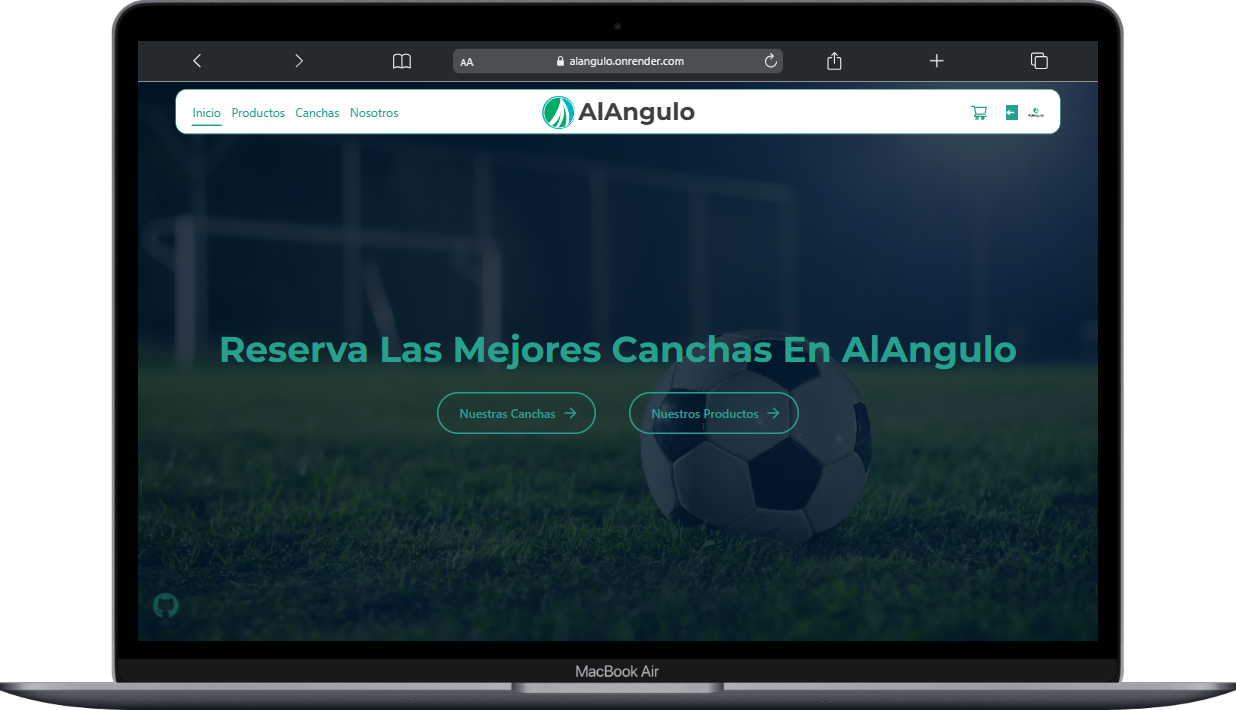 AA alangulo.onrender.com
Inicio Productos Canchas Nosotros AlAngulo
Reserva Las Mejores Canchas En AlAngulo
Nuestras Canchas → Nuestros Productos →
MacBook Air